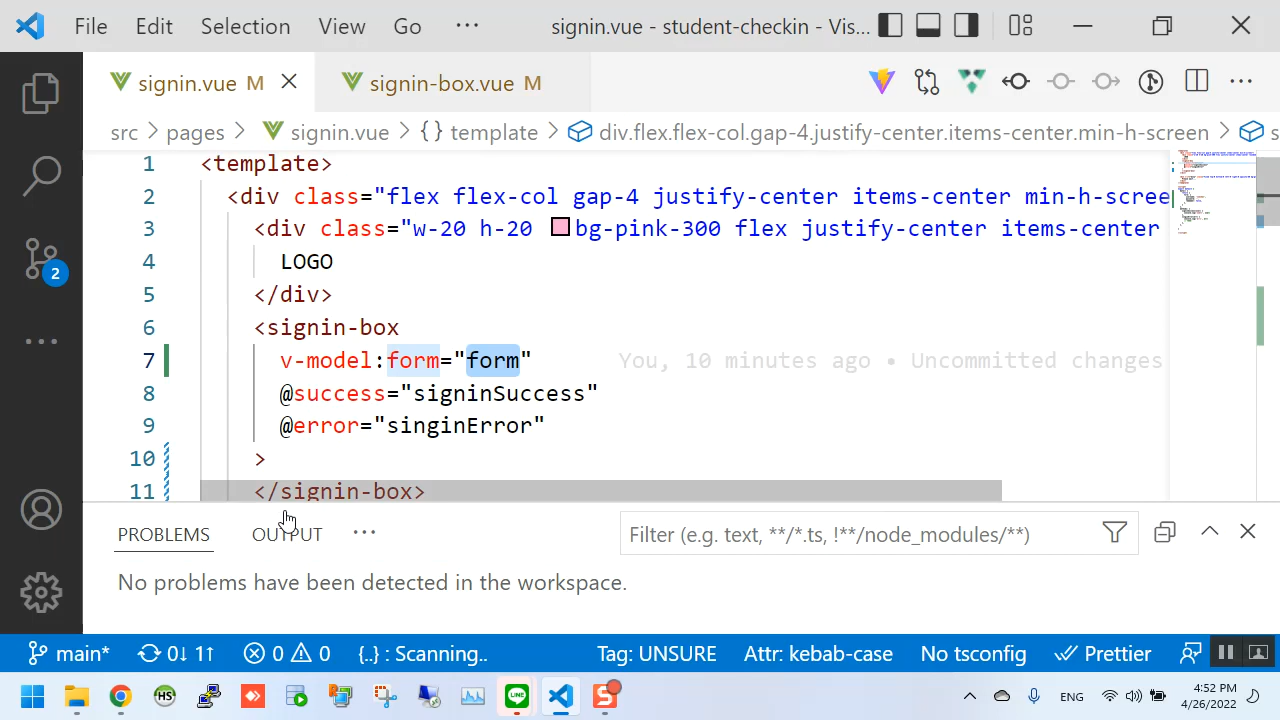 File Edit Selection View Go ··· signin.vue - student-checkin - Vis...
signin.vue M signin-box.vue M
src > pages > signin.vue > {} template > div.flex.flex-col.gap-4.justify-center.items-center.min-h-screen > s
1 <template>
2 <div class="flex flex-col gap-4 justify-center items-center min-h-scree
3 <div class="w-20 h-20 bg-pink-300 flex justify-center items-center
4 LOGO
5 </div>
6 <signin-box
7 v-model:form="form" You, 10 minutes ago • Uncommitted changes
8 @success="signinSuccess"
9 @error="singinError"
10 >
11 </signin-box>
2
PROBLEMS OUTPUT ··· Filter (e.g. text, **/*.ts, !**/node_modules/**)
No problems have been detected in the workspace.
main* 0↓ 1↑ 0 0 {..} : Scanning.. Tag: UNSURE Attr: kebab-case No tsconfig Prettier
HS S ENG 4:52 PM
LINE 4/26/2022